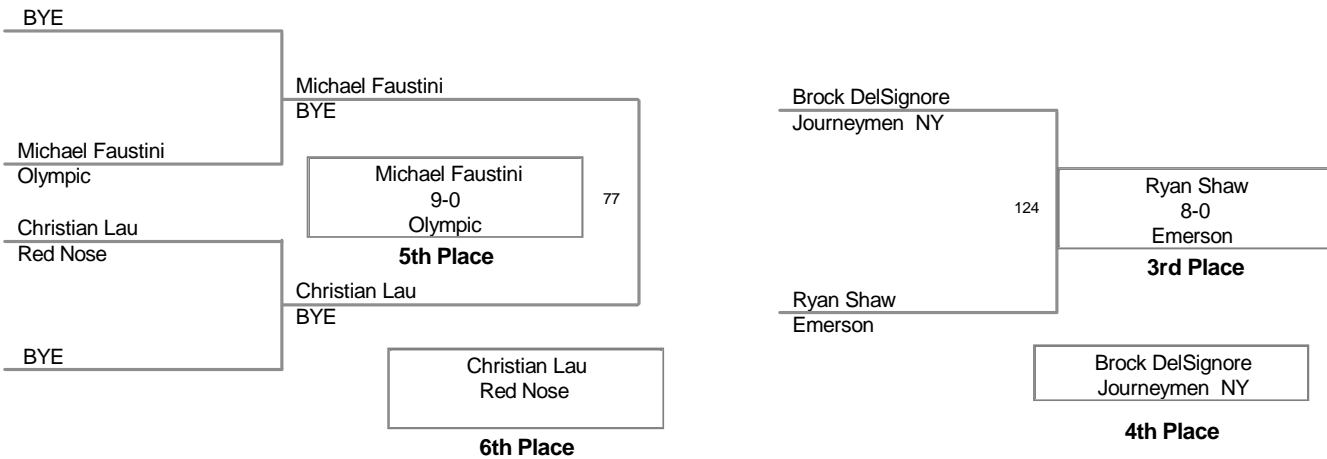 BYE
Michael Faustini
BYE
Michael Faustini
Olympic
Michael Faustini
9-0
Olympic
77
5th Place
Christian Lau
Red Nose
Christian Lau
BYE
BYE
Christian Lau
Red Nose
6th Place
Brock DelSignore
Journeymen NY
124
Ryan Shaw
8-0
Emerson
3rd Place
Ryan Shaw
Emerson
Brock DelSignore
Journeymen NY
4th Place